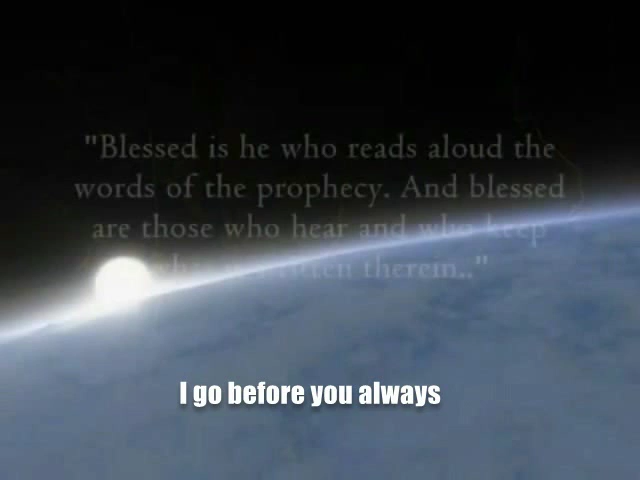 "Blessed is he who reads aloud the
words of the prophecy. And blessed
are those who hear and who keep
written therein.."
I go before you always